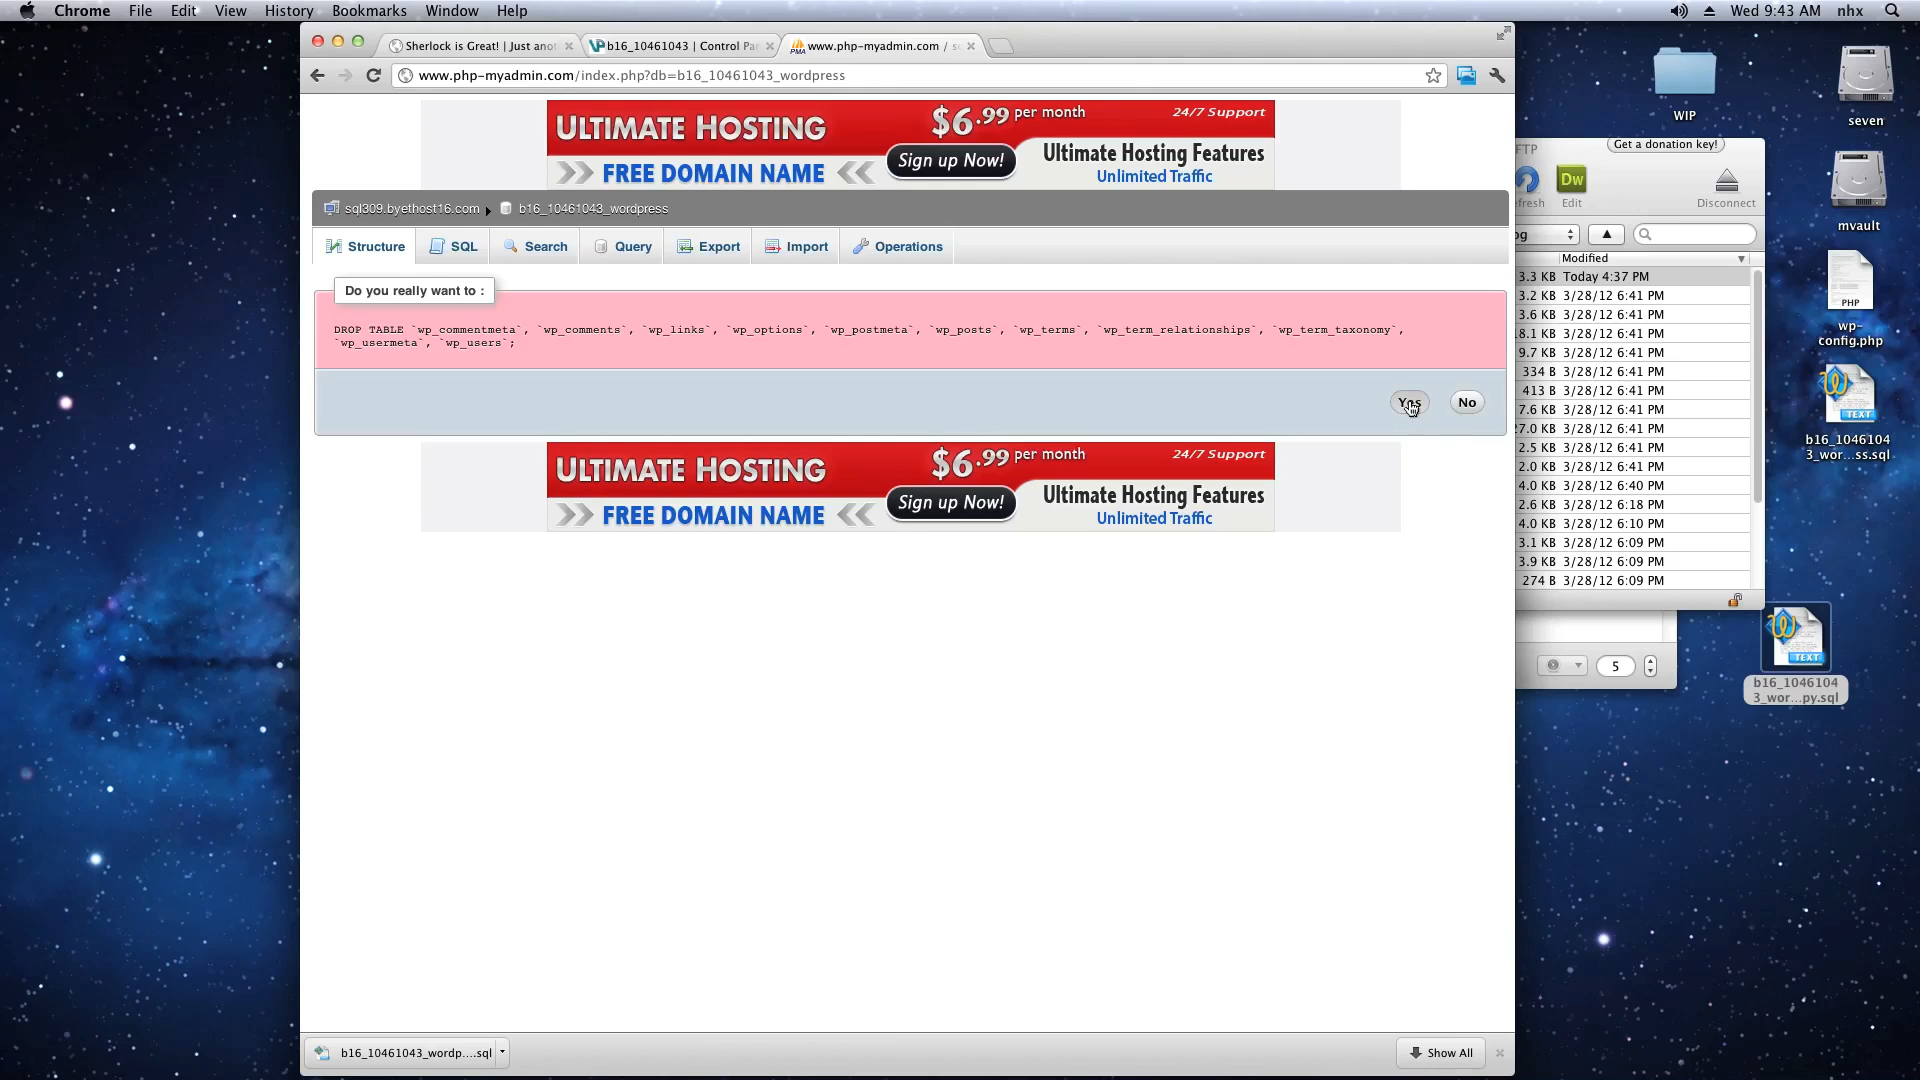 Chrome File Edit View History Bookmarks Window Help
Wed 9:43 AM nhx
Sherlock is Great! | Just anot
b16_10461043 | Control Pa
www.php-myadmin.com /
www.php-myadmin.com/index.php?db=b16_10461043_wordpress
ULTIMATE HOSTING
$6.99 per month
24/7 Support
FREE DOMAIN NAME
Sign up Now!
Ultimate Hosting Features
Unlimited Traffic
sql309.byethost16.com
b16_10461043_wordpress
Structure
SQL
Search
Query
Export
Import
Operations
Do you really want to :
DROP TABLE `wp_commentmeta`, `wp_comments`, `wp_links`, `wp_options`, `wp_postmeta`, `wp_posts`, `wp_terms`, `wp_term_relationships`, `wp_term_taxonomy`,
`wp_usermeta`, `wp_users`;
Yes
No
ULTIMATE HOSTING
$6.99 per month
24/7 Support
FREE DOMAIN NAME
Sign up Now!
Ultimate Hosting Features
Unlimited Traffic
b16_10461043_wordp....sql
Show All
FTP
Get a donation key!
Dw
efresh
Edit
Disconnect
og
Modified
3.3 KB Today 4:37 PM
3.2 KB 3/28/12 6:41 PM
3.6 KB 3/28/12 6:41 PM
8.1 KB 3/28/12 6:41 PM
9.7 KB 3/28/12 6:41 PM
334 B 3/28/12 6:41 PM
413 B 3/28/12 6:41 PM
7.6 KB 3/28/12 6:41 PM
27.0 KB 3/28/12 6:41 PM
2.5 KB 3/28/12 6:41 PM
2.0 KB 3/28/12 6:41 PM
4.0 KB 3/28/12 6:40 PM
2.6 KB 3/28/12 6:18 PM
4.0 KB 3/28/12 6:10 PM
3.1 KB 3/28/12 6:09 PM
3.9 KB 3/28/12 6:09 PM
274 B 3/28/12 6:09 PM
5
WIP
seven
mvault
PHP
wp-
config.php
TEXT
b16_1046104
3_wor...ss.sql
TEXT
b16_1046104
3_wor...py.sql